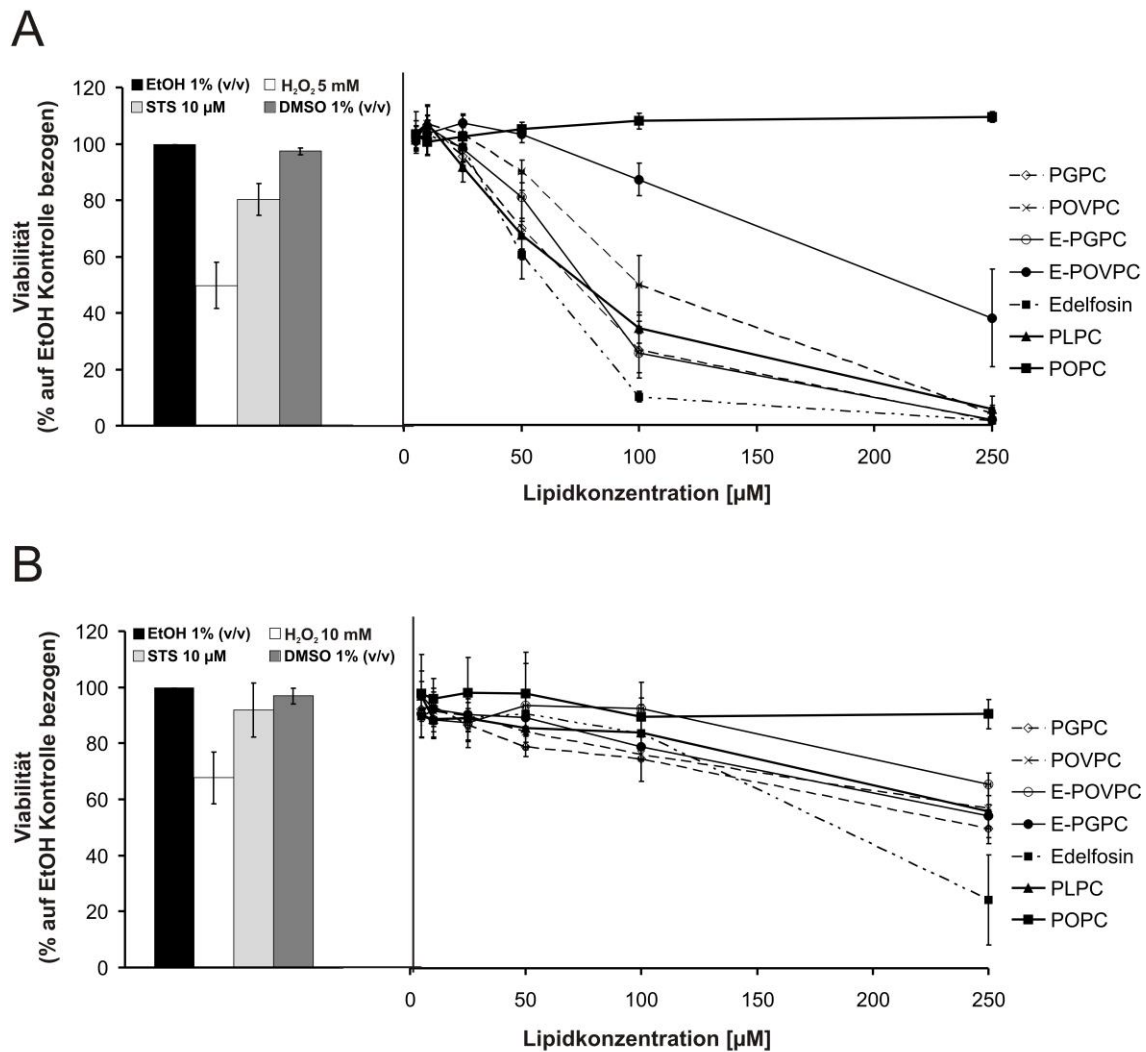 A
Viabilität
(% auf EtOH Kontrolle bezogen)
120
100
80
60
40
20
0
EtOH 1% (v/v)
H₂O₂ 5 mM
STS 10 µM
DMSO 1% (v/v)
0
50
100
150
200
250
Lipidkonzentration [µM]
PGPC
POVPC
E-PGPC
E-POVPC
Edelfosin
PLPC
POPC
B
Viabilität
(% auf EtOH Kontrolle bezogen)
120
100
80
60
40
20
0
EtOH 1% (v/v)
H₂O₂ 10 mM
STS 10 µM
DMSO 1% (v/v)
0
50
100
150
200
250
Lipidkonzentration [µM]
PGPC
POVPC
E-POVPC
E-PGPC
Edelfosin
PLPC
POPC